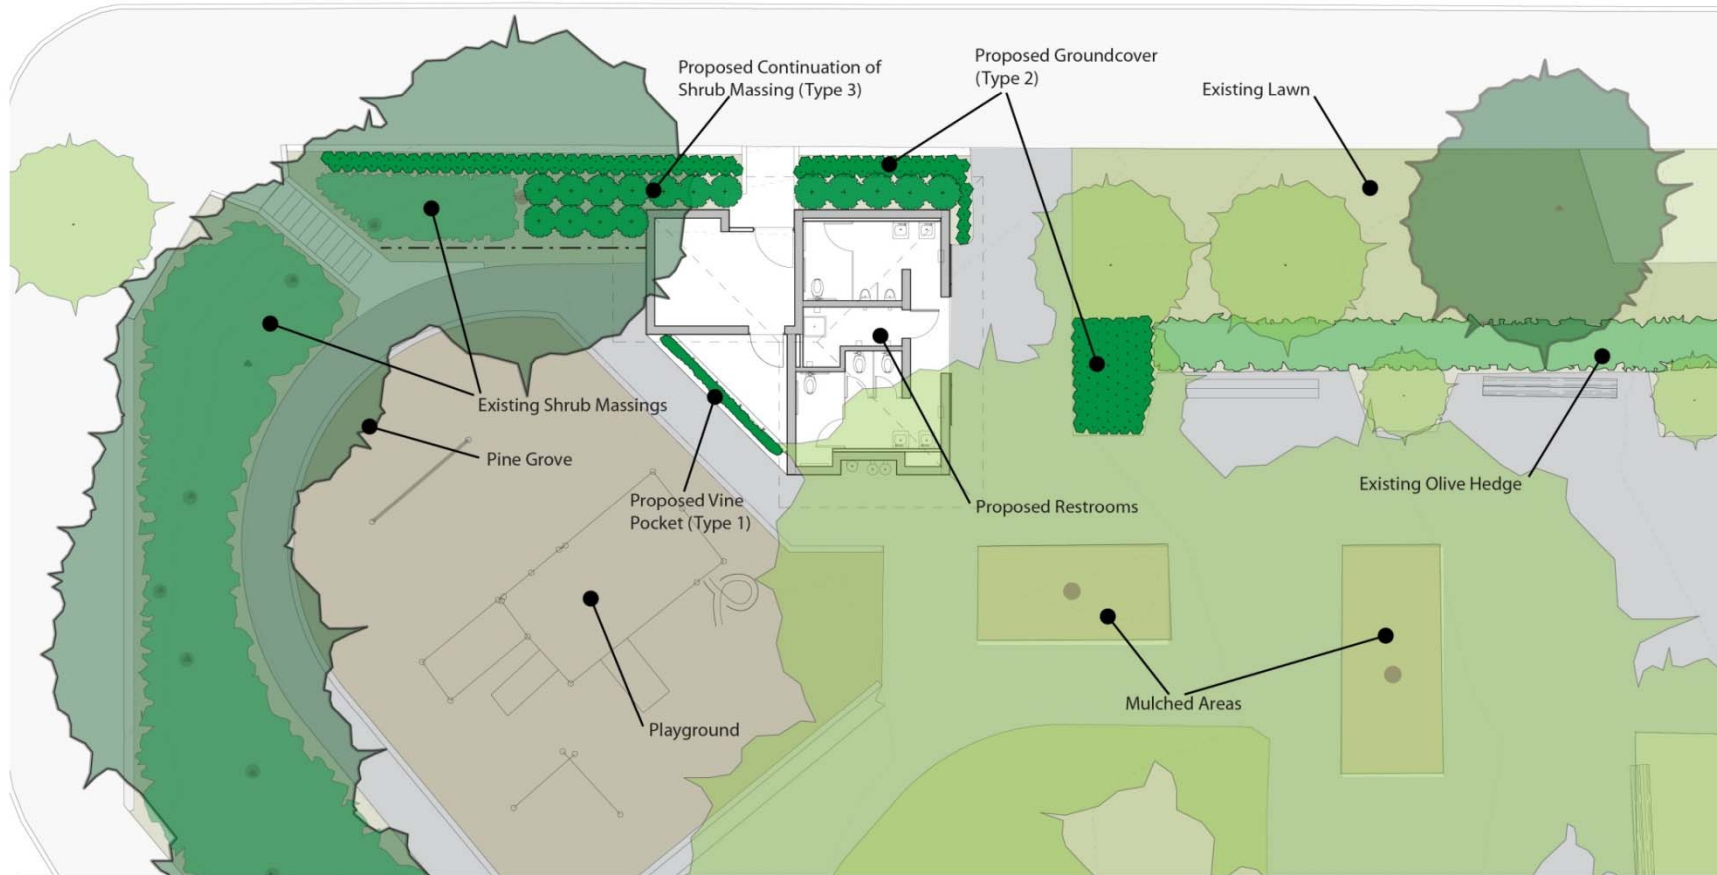 Proposed Continuation of
Shrub Massing (Type 3)
Proposed Groundcover
(Type 2)
Existing Lawn
Existing Shrub Massings
Pine Grove
Proposed Vine
Pocket (Type 1)
Proposed Restrooms
Existing Olive Hedge
Mulched Areas
Playground